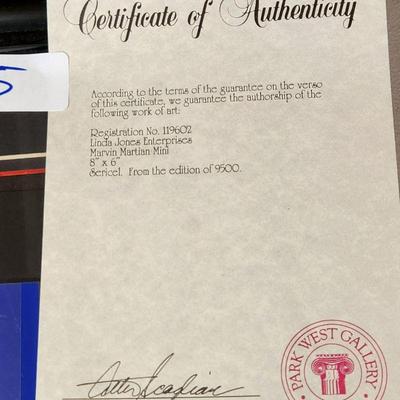 Certificate of Authenticity
5
According to the terms of the guarantee on the verso
of this certificate, we guarantee the authorship of the
following work of art:
Registration No. 119602
Linda Jones Enterprises
Marvin Martian Mini
8" x 6"
Sericel. From the edition of 9500.
PARK WEST GALLERY